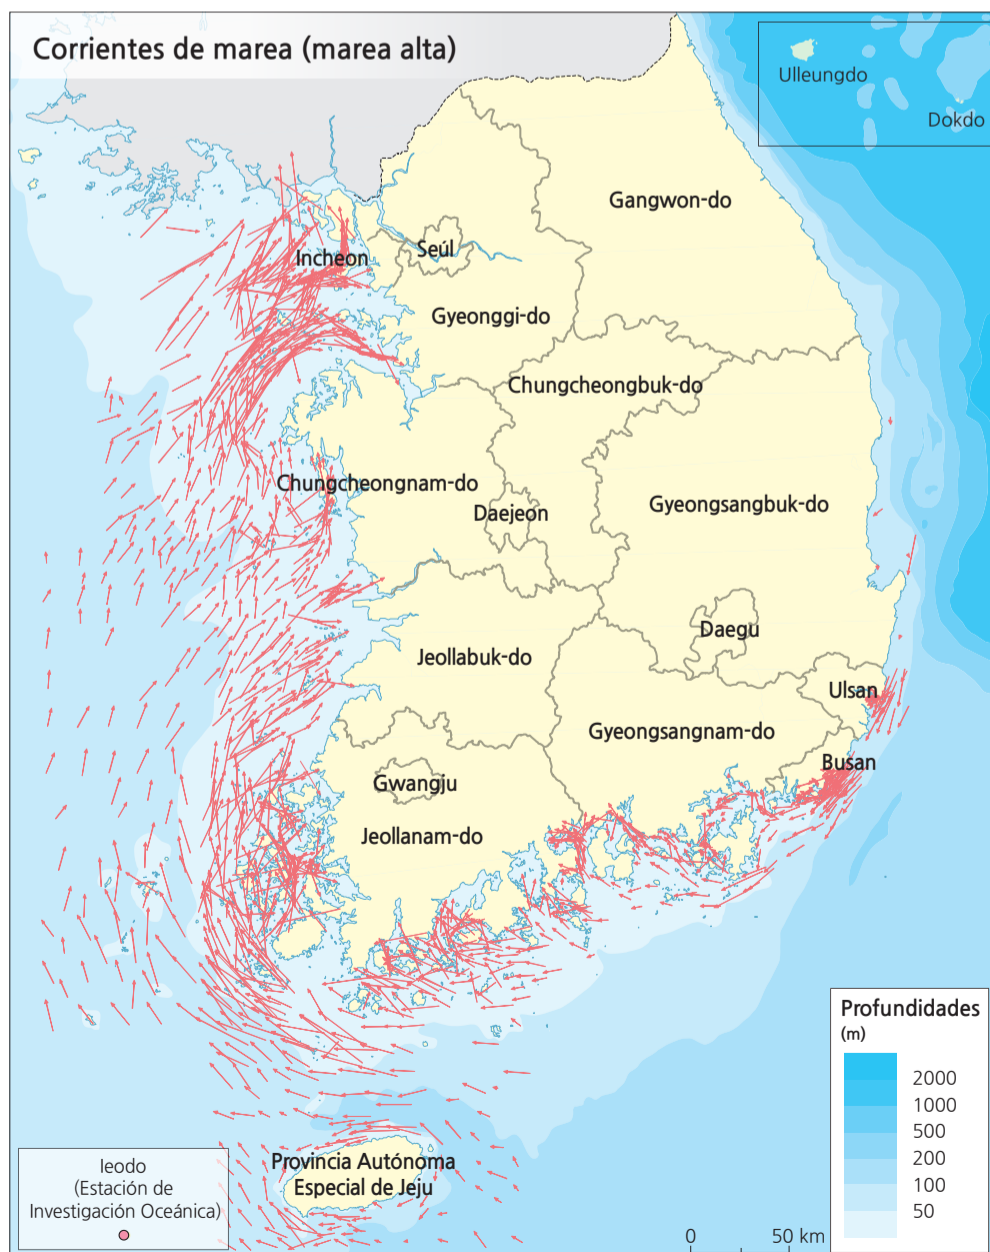 Corrientes de marea (marea alta)
Ulleungdo
Dokdo
Gangwon-do
Incheon
Seúl
Gyeonggi-do
Chungcheongbuk-do
Chungcheongnam-do
Daejeon
Gyeongsangbuk-do
Daegu
Jeollabuk-do
Ulsan
Gyeongsangnam-do
Busan
Gwangju
Jeollanam-do
Profundidades
(m)
2000
1000
500
200
100
50
Ieodo
(Estación de
Investigación Oceánica)
Provincia Autónoma
Especial de Jeju
0 50 km